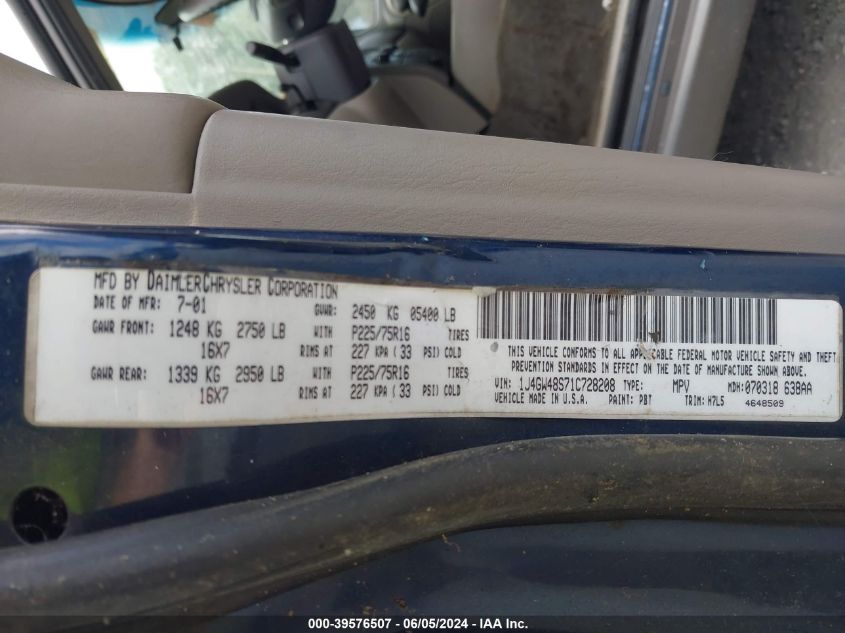 MFD BY DAIMLERCHRYSLER CORPORATION
DATE OF MFR: 7-01 GVWR: 2450 KG 05400 LB
GAWR FRONT: 1248 KG 2750 LB WITH P225/75R16 TIRES
16X7 RIMS AT 227 KPA (33 PSI) COLD
GAWR REAR: 1339 KG 2950 LB WITH P225/75R16 TIRES
16X7 RIMS AT 227 KPA (33 PSI) COLD
THIS VEHICLE CONFORMS TO ALL APPLICABLE FEDERAL MOTOR VEHICLE SAFETY AND THEFT
PREVENTION STANDARDS IN EFFECT ON THE DATE OF MANUFACTURE SHOWN ABOVE.
VIN: 1J4GW48S71C728208 TYPE: MPV MDH: 070318 638AA
VEHICLE MADE IN U.S.A. PAINT: PBT TRIM: H7L5 4648509
000-39576507 / 06/05/2024 / IAA Inc.